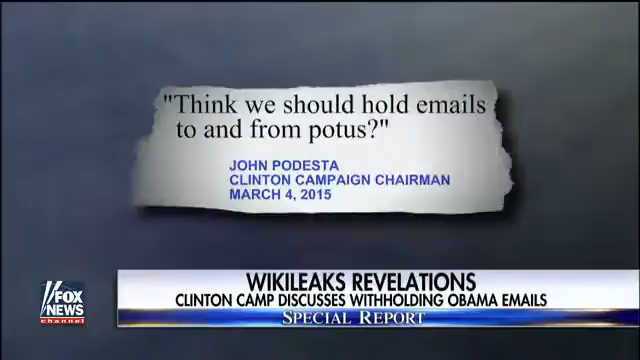 "Think we should hold emails
to and from potus?"
JOHN PODESTA
CLINTON CAMPAIGN CHAIRMAN
MARCH 4, 2015
WIKILEAKS REVELATIONS
CLINTON CAMP DISCUSSES WITHHOLDING OBAMA EMAILS
SPECIAL REPORT
FOX
NEWS
channel